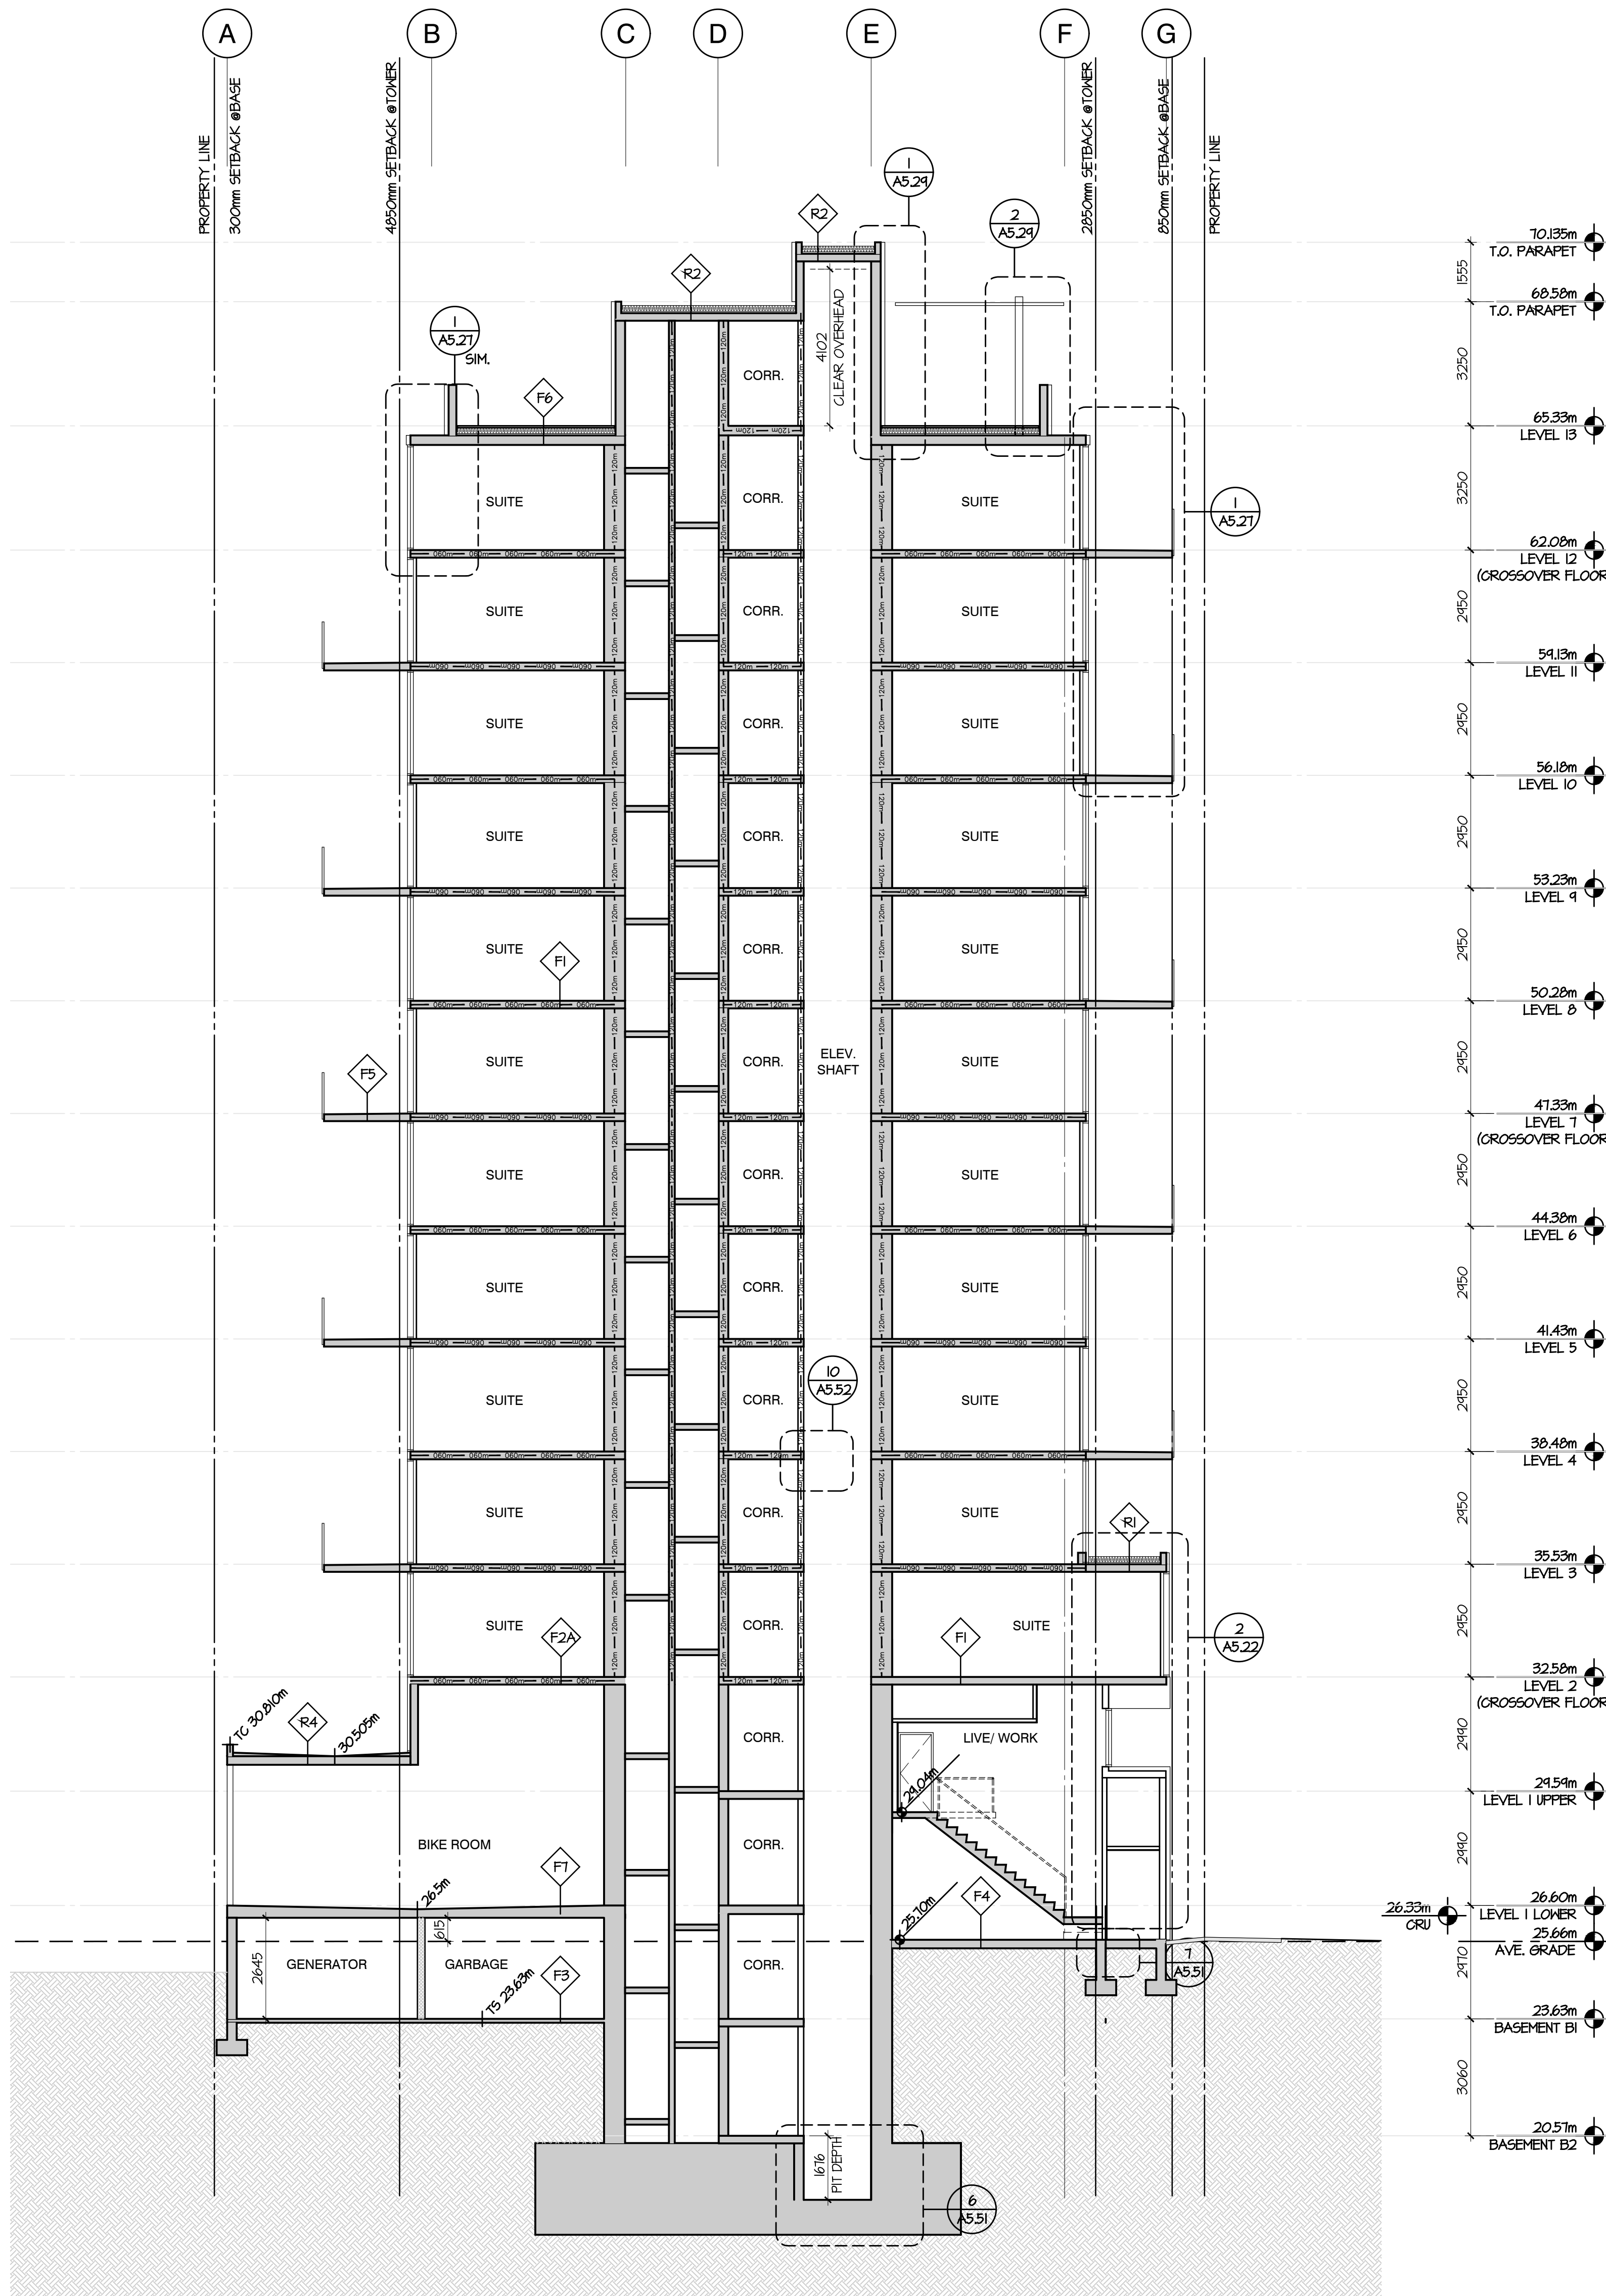 A
B
C
D
E
F
G
PROPERTY LINE
300mm SETBACK @BASE
4850mm SETBACK @TOWER
2850mm SETBACK @TOWER
850mm SETBACK @BASE
PROPERTY LINE
1
A5.29
2
A5.29
R2
R2
1
A5.27
SIM.
F6
4102
CLEAR OVERHEAD
CORR.
70.135m
T.O. PARAPET
1555
68.58m
T.O. PARAPET
3250
65.33m
LEVEL 13
SUITE
CORR.
SUITE
1
A5.27
3250
62.08m
LEVEL 12
(CROSSOVER FLOOR
SUITE
CORR.
SUITE
2950
59.13m
LEVEL 11
SUITE
CORR.
SUITE
2950
56.18m
LEVEL 10
SUITE
CORR.
SUITE
2950
53.23m
LEVEL 9
SUITE
F1
CORR.
SUITE
2950
50.28m
LEVEL 8
F5
SUITE
CORR.
ELEV.
SHAFT
SUITE
2950
47.33m
LEVEL 7
(CROSSOVER FLOOR
SUITE
CORR.
SUITE
2950
44.38m
LEVEL 6
SUITE
CORR.
SUITE
2950
41.43m
LEVEL 5
SUITE
CORR.
10
A5.52
SUITE
2950
38.48m
LEVEL 4
SUITE
CORR.
SUITE
R1
2950
35.53m
LEVEL 3
SUITE
F2A
CORR.
F1
SUITE
2
A5.22
2950
32.58m
LEVEL 2
(CROSSOVER FLOOR
060m 060m 060m 060m
120m 120m
TC 30.810m
R4
30.505m
CORR.
LIVE/ WORK
29.04m
2990
29.59m
LEVEL 1 UPPER
BIKE ROOM
F7
26.5m
CORR.
25.70m
F4
2990
26.60m
LEVEL 1 LOWER
26.33m
CRU
25.66m
AVE. GRADE
615
2645
GENERATOR
GARBAGE
F3
TS 23.63m
CORR.
7
A5.51
2970
23.63m
BASEMENT B1
3060
20.57m
BASEMENT B2
1676
PIT DEPTH
6
A5.51